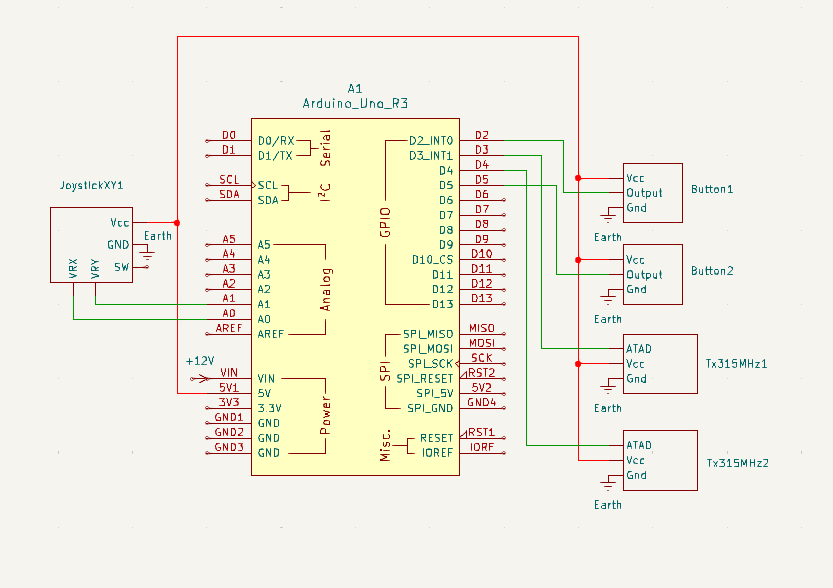 A1
Arduino_Uno_R3
D0
D0/RX
D1
D1/TX
Serial
SCL
SCL
SDA
SDA
I²C
A5
A5
A4
A4
A3
A3
A2
A2
A1
A1
A0
A0
AREF
AREF
Analog
+12V
VIN
VIN
5V1
5V
3V3
3.3V
GND1
GND
GND2
GND
GND3
GND
Power
D2_INT0
D2
D3_INT1
D3
D4
D4
D5
D5
D6
D6
D7
D7
D8
D8
D9
D9
D10_CS
D10
D11
D11
D12
D12
D13
D13
GPIO
SPI_MISO
MISO
SPI_MOSI
MOSI
SPI_SCK
SCK
SPI_RESET
RST2
SPI_5V
5V2
SPI_GND
GND4
SPI
RESET
RST1
IOREF
IORF
Misc.
JoystickXY1
Vcc
GND
SW
VRX
VRY
Earth
Vcc
Output
Gnd
Button1
Earth
Vcc
Output
Gnd
Button2
Earth
ATAD
Vcc
Gnd
Tx315MHz1
Earth
ATAD
Vcc
Gnd
Tx315MHz2
Earth